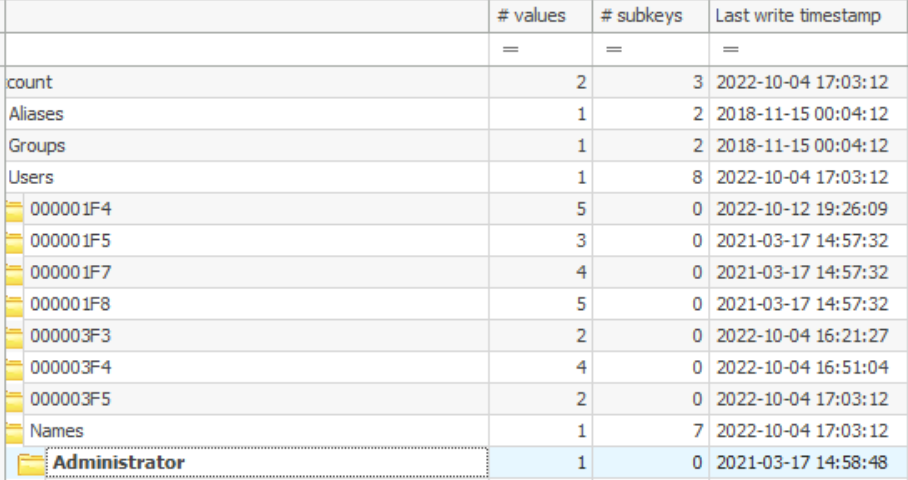 # values # subkeys Last write timestamp
= = =
count 2 3 2022-10-04 17:03:12
Aliases 1 2 2018-11-15 00:04:12
Groups 1 2 2018-11-15 00:04:12
Users 1 8 2022-10-04 17:03:12
000001F4 5 0 2022-10-12 19:26:09
000001F5 3 0 2021-03-17 14:57:32
000001F7 4 0 2021-03-17 14:57:32
000001F8 5 0 2021-03-17 14:57:32
000003F3 2 0 2022-10-04 16:21:27
000003F4 4 0 2022-10-04 16:51:04
000003F5 2 0 2022-10-04 17:03:12
Names 1 7 2022-10-04 17:03:12
Administrator 1 0 2021-03-17 14:58:48